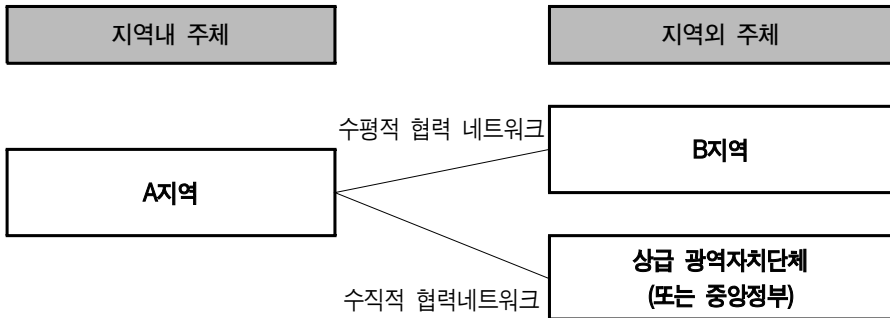 지역내 주체
지역외 주체
수평적 협력 네트워크
B지역
A지역
상급 광역자치단체
(또는 중앙정부)
수직적 협력네트워크